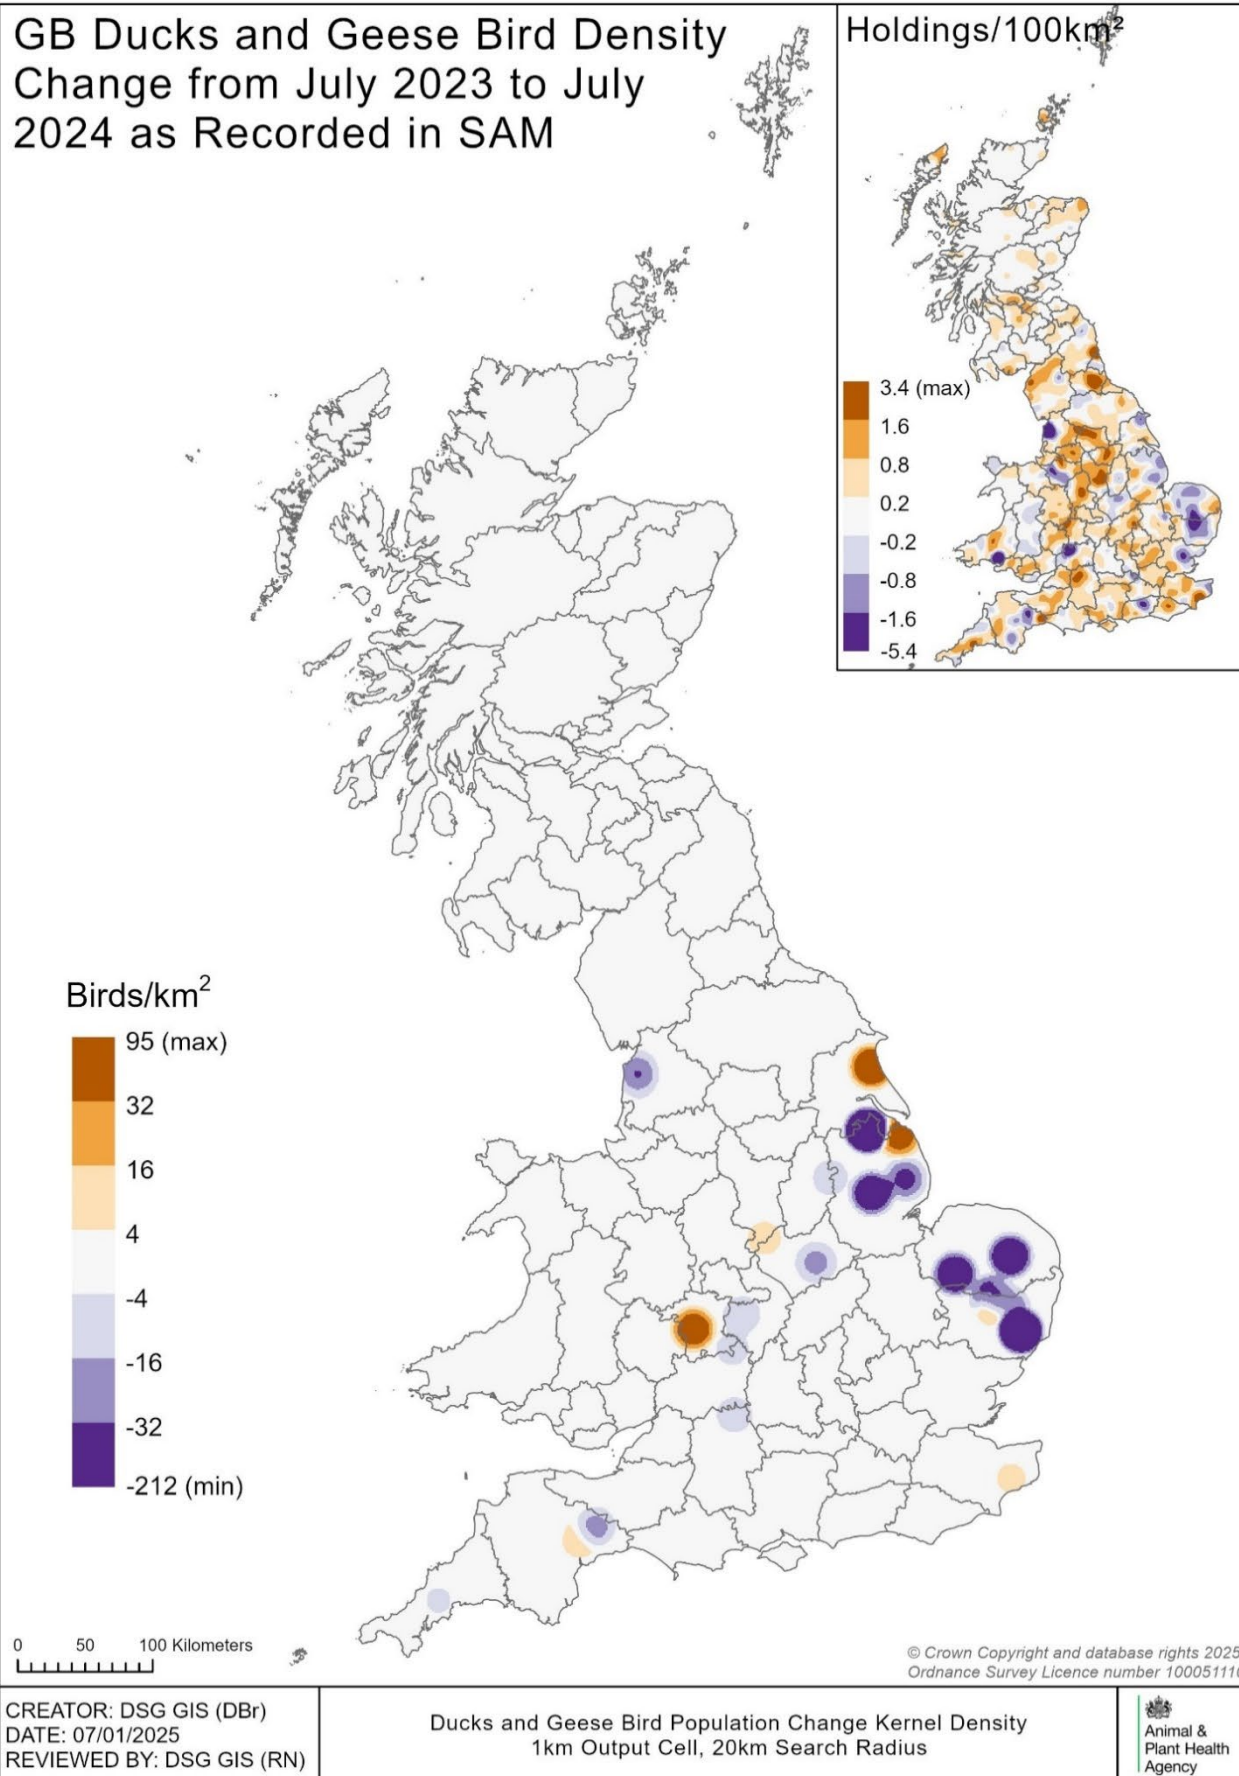 GB Ducks and Geese Bird Density
Change from July 2023 to July
2024 as Recorded in SAM
Holdings/100km²
3.4 (max)
1.6
0.8
0.2
-0.2
-0.8
-1.6
-5.4
Birds/km²
95 (max)
32
16
4
-4
-16
-32
-212 (min)
0 50 100 Kilometers
© Crown Copyright and database rights 2025
Ordnance Survey Licence number
CREATOR: DSG GIS (DBr)
DATE: 07/01/2025
REVIEWED BY: DSG GIS (RN)
Ducks and Geese Bird Population Change Kernel Density
1km Output Cell, 20km Search Radius
Animal &
Plant Health
Agency